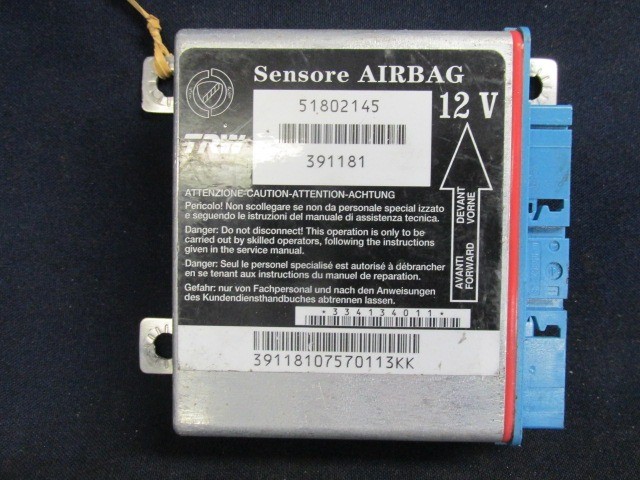 Sensore AIRBAG
51802145
12 V
TRW
391181
ATTENZIONE-CAUTION-ATTENTION-ACHTUNG
Pericolo! Non scollegare se non da personale special izzato
e seguendo le istruzioni del manuale di assistenza tecnica.
Danger: Do not disconnect! This operation is only to be
carried out by skilled operators, following the instructions
given in the service manual.
Danger: Seul le personel specialisé est autorisé à débrancher
en se tenant aux instructions du manuel de reparation.
Gefahr: nur von Fachpersonal und nach den Anweisungen
des Kundendiensthandbuches abtrennen lassen.
AVANTI DEVANT
FORWARD VORNE
*334134011*
39118107570113KK